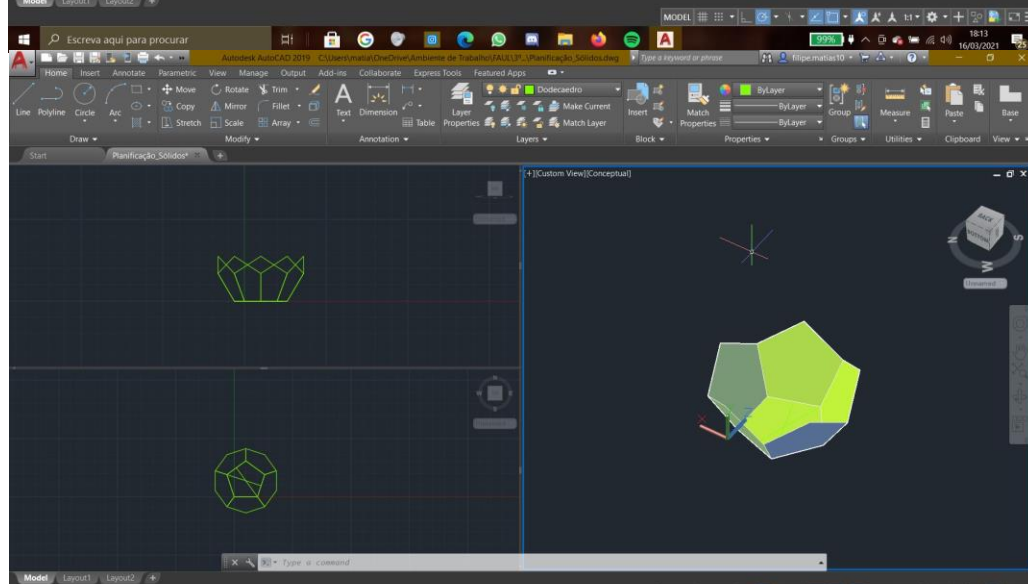 Model Layout1 Layout2 +
MODEL 1:1
Escreva aqui para procurar
99%
18:13
16/03/2021
25
Autodesk AutoCAD 2019 C:\Users\matia\OneDrive\Ambiente de Trabalho\FAUL\3º...\Planificação_Sólidos.dwg
Type a keyword or phrase
filipe.matias10
Home Insert Annotate Parametric View Manage Output Add-ins Collaborate Express Tools Featured Apps
Line Polyline Circle Arc
Move Rotate Trim
Copy Mirror Fillet
Stretch Scale Array
Text Dimension
Table
Layer Properties
Dodecaedro
Make Current
Match Layer
Insert
Match Properties
ByLayer
ByLayer
ByLayer
Group
Measure
Paste
Base
Draw Modify Annotation Layers Block Properties Groups Utilities Clipboard View
Start Planificação_Sólidos* +
[+][Custom View][Conceptual]
BACK
BOTTOM
N S
W
Unnamed
X
Z
Type a command
Model Layout1 Layout2 +